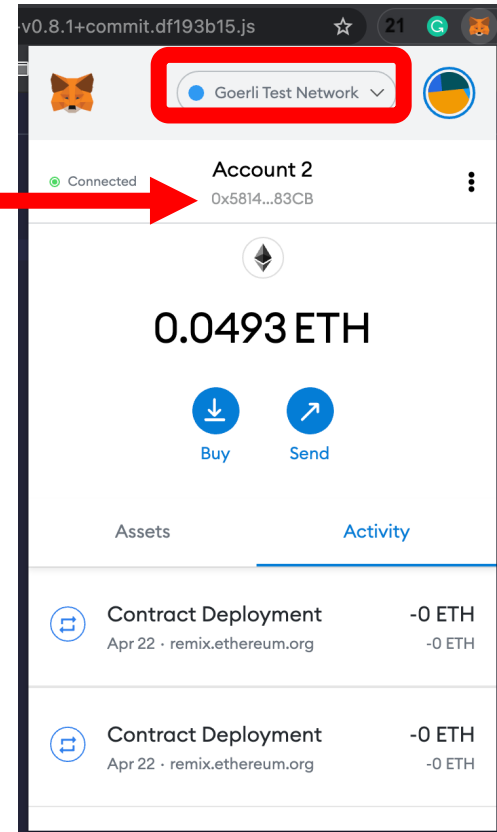 v0.8.1+commit.df193b15.js
21
G
Goerli Test Network
Connected
Account 2
0x5814...83CB
0.0493 ETH
Buy
Send
Assets
Activity
Contract Deployment
-0 ETH
Apr 22 · remix.ethereum.org
-0 ETH
Contract Deployment
-0 ETH
Apr 22 · remix.ethereum.org
-0 ETH